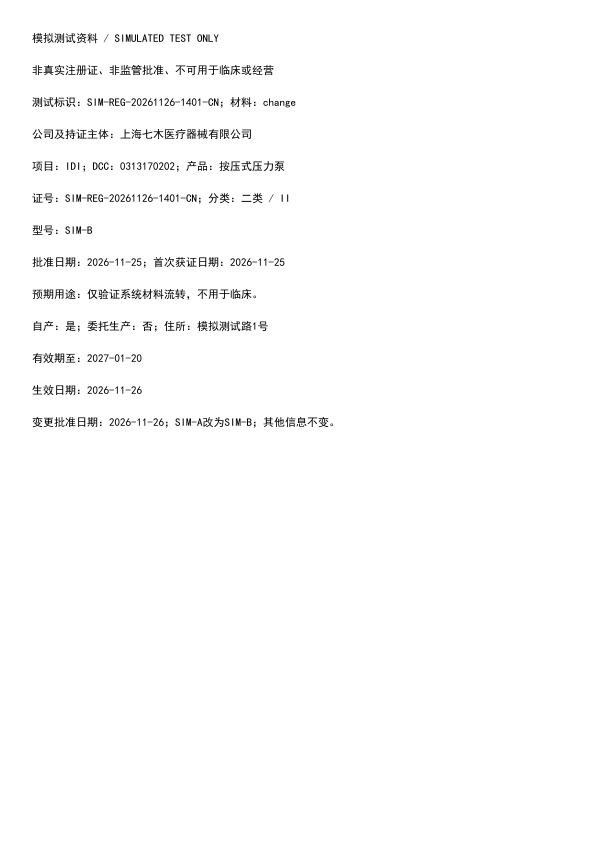 模拟测试资料 / SIMULATED TEST ONLY
非真实注册证、非监管批准、不可用于临床或经营
测试标识：SIM-REG-20261126-1401-CN；材料：change
公司及持证主体：上海七木医疗器械有限公司
项目：IDI；DCC：0313170202；产品：按压式压力泵
证号：SIM-REG-20261126-1401-CN；分类：二类 / II
型号：SIM-B
批准日期：2026-11-25；首次获证日期：2026-11-25
预期用途：仅验证系统材料流转，不用于临床。
自产：是；委托生产：否；住所：模拟测试路1号
有效期至：2027-01-20
生效日期：2026-11-26
变更批准日期：2026-11-26；SIM-A改为SIM-B；其他信息不变。